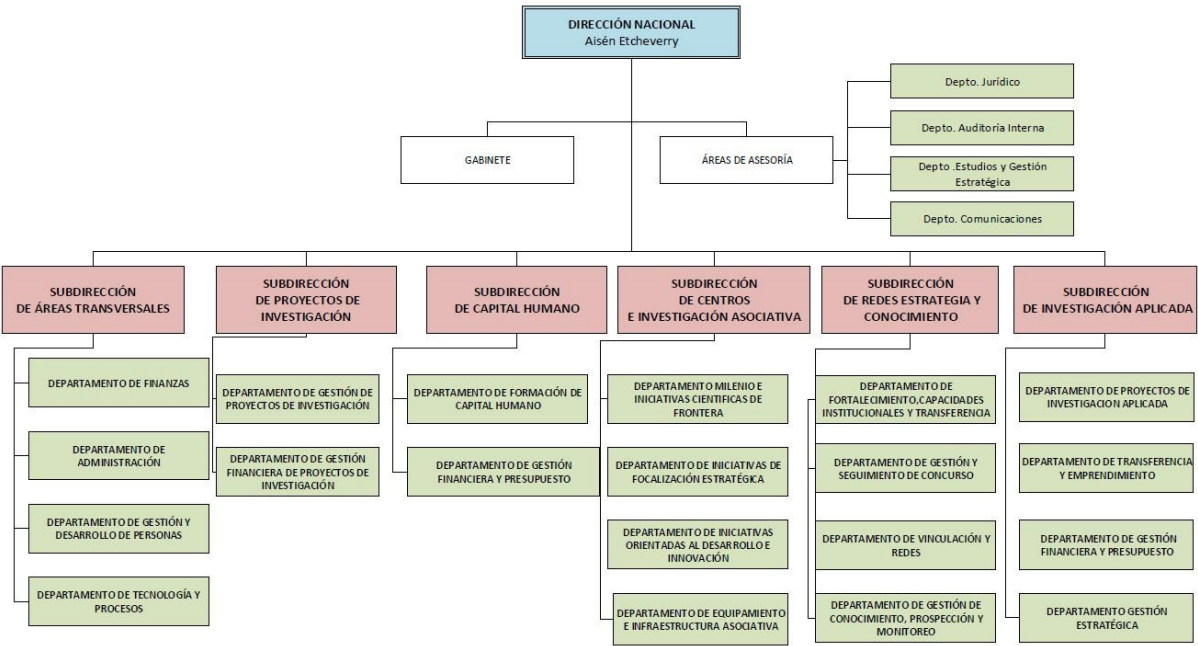 DIRECCIÓN NACIONAL
Aisén Etcheverry
Depto. Jurídico
Depto. Auditoría Interna
GABINETE
ÁREAS DE ASESORÍA
Depto .Estudios y Gestión
Estratégica
Depto. Comunicaciones
SUBDIRECCIÓN
DE ÁREAS TRANSVERSALES
SUBDIRECCIÓN
DE PROYECTOS DE
INVESTIGACIÓN
SUBDIRECCIÓN
DE CAPITAL HUMANO
SUBDIRECCIÓN
DE CENTROS
E INVESTIGACIÓN ASOCIATIVA
SUBDIRECCIÓN
DE REDES ESTRATEGIA Y
CONOCIMIENTO
SUBDIRECCIÓN
DE INVESTIGACIÓN APLICADA
DEPARTAMENTO DE FINANZAS
DEPARTAMENTO DE
ADMINISTRACIÓN
DEPARTAMENTO DE GESTIÓN Y
DESARROLLO DE PERSONAS
DEPARTAMENTO DE TECNOLOGÍA Y
PROCESOS
DEPARTAMENTO DE GESTIÓN DE
PROYECTOS DE INVESTIGACIÓN
DEPARTAMENTO DE GESTIÓN
FINANCIERA DE PROYECTOS DE
INVESTIGACIÓN
DEPARTAMENTO DE FORMACIÓN DE
CAPITAL HUMANO
DEPARTAMENTO DE GESTIÓN
FINANCIERA Y PRESUPUESTO
DEPARTAMENTO MILENIO E
INICIATIVAS CIENTIFICAS DE
FRONTERA
DEPARTAMENTO DE INICIATIVAS DE
FOCALIZACIÓN ESTRATÉGICA
DEPARTAMENTO DE INICIATIVAS
ORIENTADAS AL DESARROLLO E
INNOVACIÓN
DEPARTAMENTO DE EQUIPAMIENTO
E INFRAESTRUCTURA ASOCIATIVA
DEPARTAMENTO DE
FORTALECIMIENTO,CAPACIDADES
INSTITUCIONALES Y TRANSFERENCIA
DEPARTAMENTO DE GESTIÓN Y
SEGUIMIENTO DE CONCURSO
DEPARTAMENTO DE VINCULACIÓN Y
REDES
DEPARTAMENTO DE GESTIÓN DE
CONOCIMIENTO, PROSPECCIÓN Y
MONITOREO
DEPARTAMENTO DE PROYECTOS DE
INVESTIGACION APLICADA
DEPARTAMENTO DE TRANSFERENCIA
Y EMPRENDIMIENTO
DEPARTAMENTO DE GESTIÓN
FINANCIERA Y PRESUPUESTO
DEPARTAMENTO GESTIÓN
ESTRATÉGICA